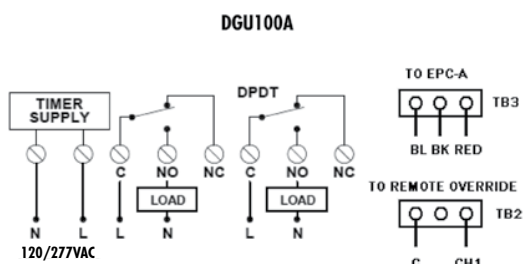 DGU100A
TO EPC-A
TIMER SUPPLY
DPDT
TB3
BL BK RED
C NO NC C NO NC
TO REMOTE OVERRIDE
LOAD LOAD
TB2
N L L N L N
120/277VAC
C CH1